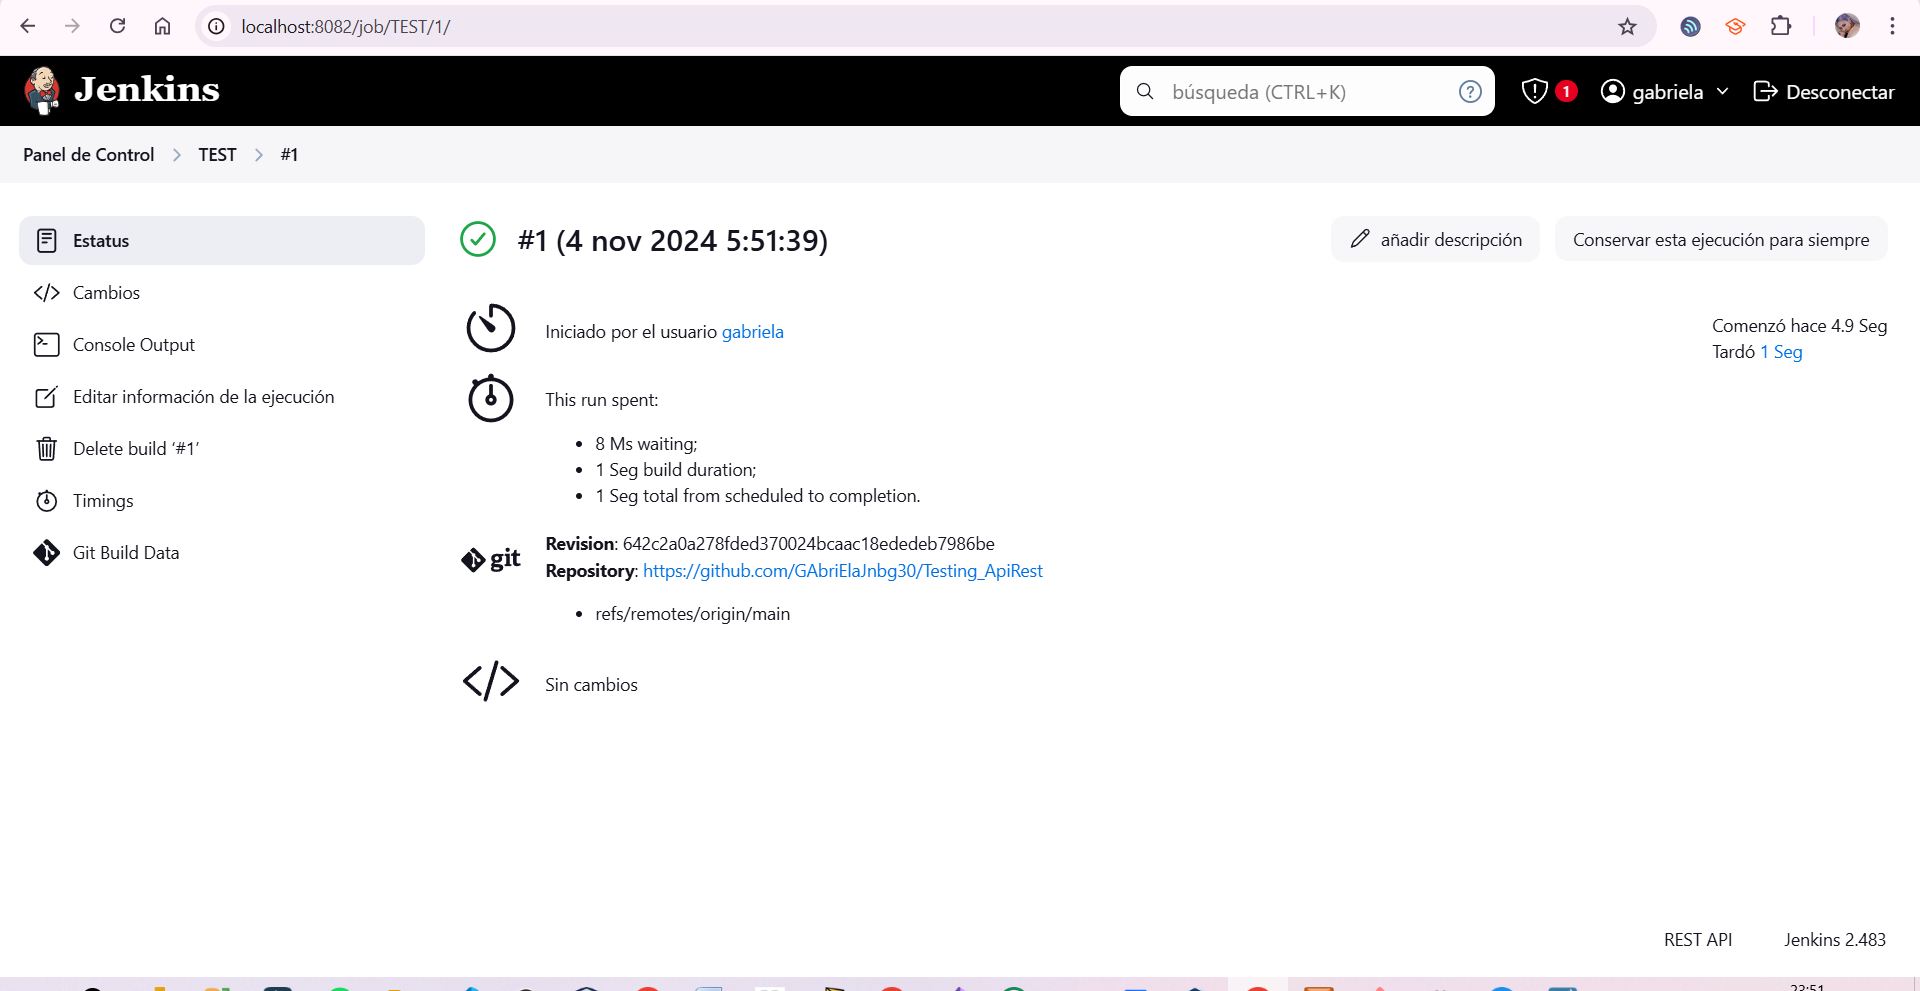 localhost:8082/job/TEST/1/
Jenkins
búsqueda (CTRL+K)
1
gabriela
Desconectar
Panel de Control
TEST
#1
Estatus
Cambios
Console Output
Editar información de la ejecución
Delete build ‘#1’
Timings
Git Build Data
#1 (4 nov 2024 5:51:39)
añadir descripción
Conservar esta ejecución para siempre
Iniciado por el usuario gabriela
Comenzó hace 4.9 Seg
Tardó 1 Seg
This run spent:
8 Ms waiting;
1 Seg build duration;
1 Seg total from scheduled to completion.
git
Revision: 642c2a0a278fded370024bcaac18ededeb7986be
Repository: https://github.com/GAbriElaJnbg30/Testing_ApiRest
refs/remotes/origin/main
Sin cambios
REST API
Jenkins 2.483
23:51